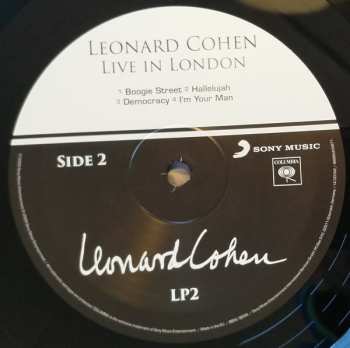 LEONARD COHEN
LIVE IN LONDON
1 Boogie Street 2 Hallelujah
3 Democracy 4 I'm Your Man
SIDE 2
SONY MUSIC
COLUMBIA
Leonard Cohen
LP2